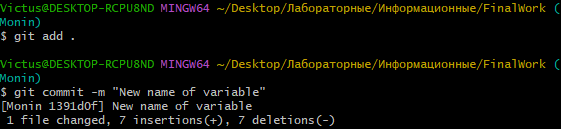 Victus@DESKTOP-RCPU8ND MINGW64 ~/Desktop/Лабораторные/Информационные/FinalWork (
Monin)
$ git add .
Victus@DESKTOP-RCPU8ND MINGW64 ~/Desktop/Лабораторные/Информационные/FinalWork (
Monin)
$ git commit -m "New name of variable"
[Monin 1391d0f] New name of variable
 1 file changed, 7 insertions(+), 7 deletions(-)